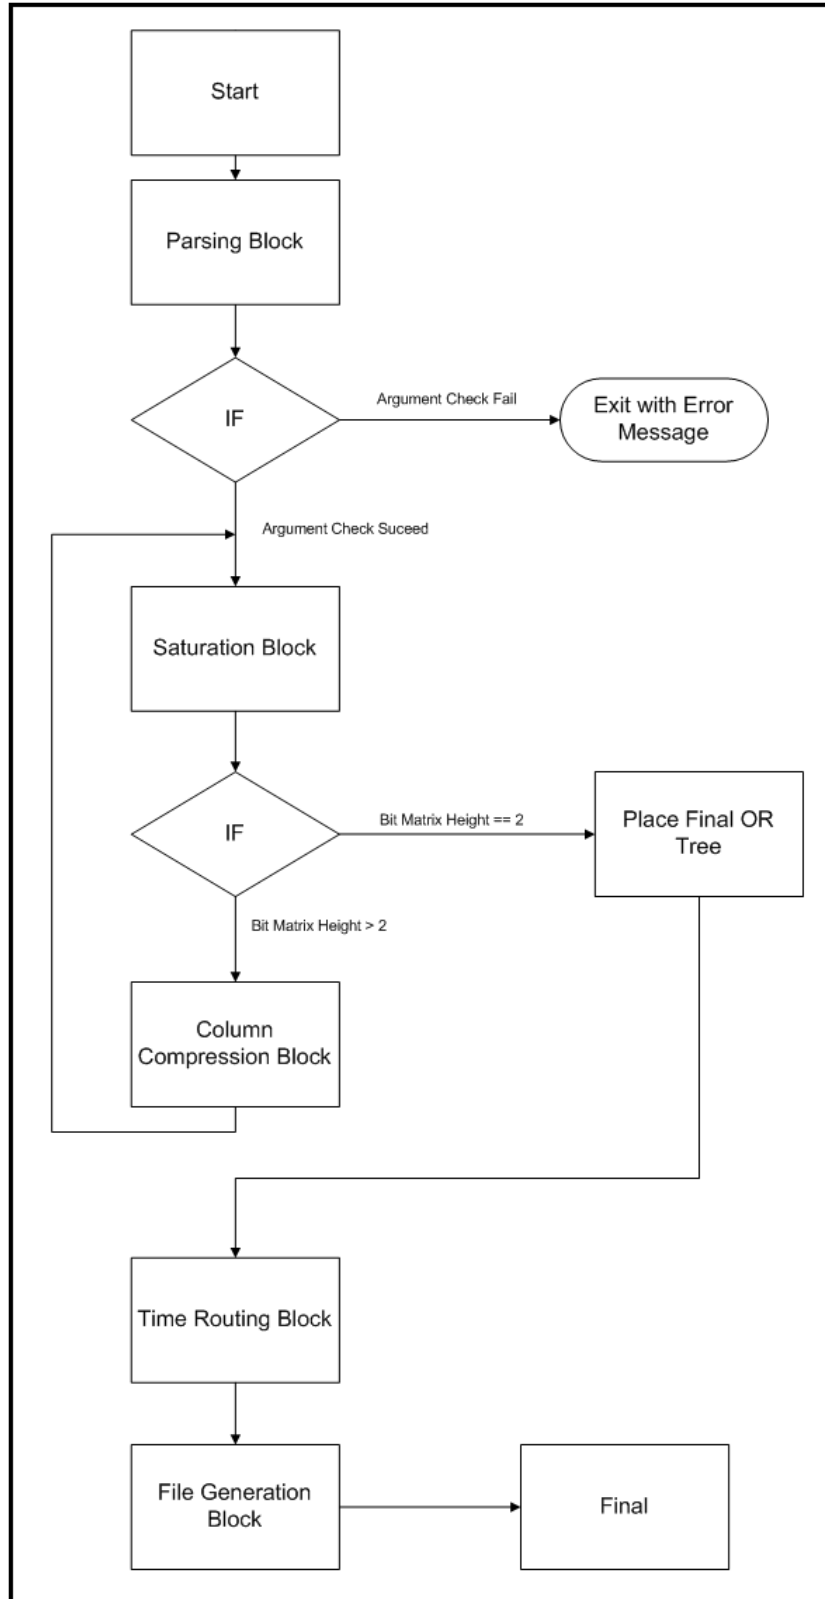 Start
Parsing Block
IF
Argument Check Fail
Exit with Error
Message
Argument Check Suceed
Saturation Block
IF
Bit Matrix Height == 2
Place Final OR
Tree
Bit Matrix Height > 2
Column
Compression Block
Time Routing Block
File Generation
Block
Final